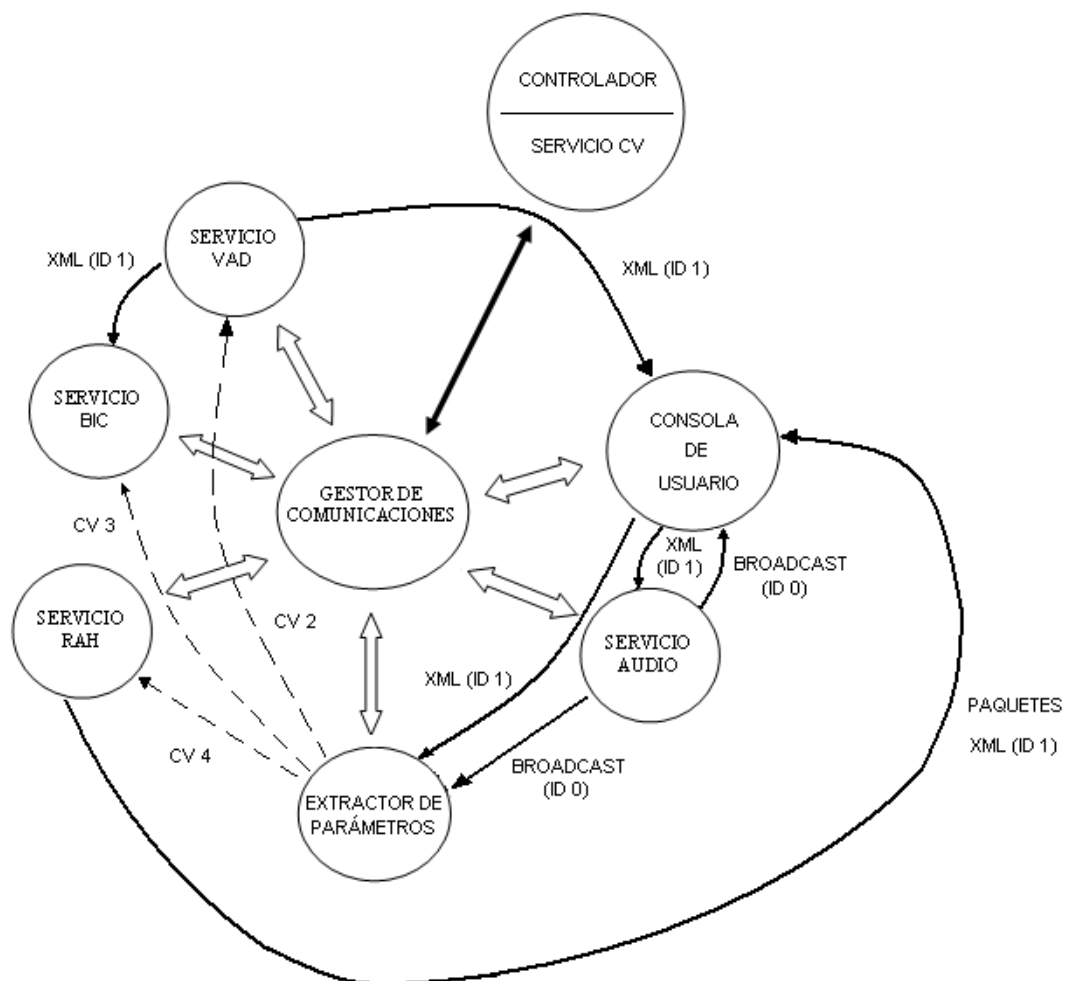 CONTROLADOR
SERVICIO CV
SERVICIO
VAD
XML (ID 1)
XML (ID 1)
SERVICIO
BIC
CONSOLA
DE
USUARIO
GESTOR DE
COMUNICACIONES
CV 3
XML
(ID 1)
BROADCAST
(ID 0)
SERVICIO
RAH
CV 2
SERVICIO
AUDIO
XML (ID 1)
PAQUETES
XML (ID 1)
CV 4
BROADCAST
(ID 0)
EXTRACTOR DE
PARÁMETROS